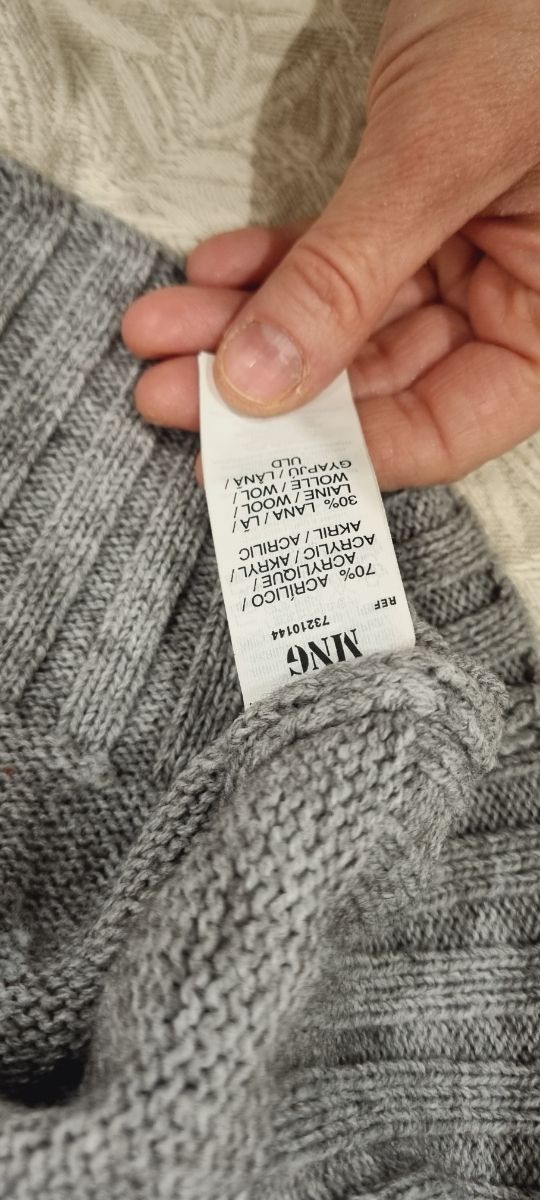 MNG
REF 73210144
70% ACRÍLICO /
ACRYLIQUE /
ACRYLIC / AKRYL /
AKRIL / ACRILIC
30% LANA / LÃ /
LAINE / WOOL /
WOLLE / WOL /
GYAPJÚ / LÂNĂ /
ULD